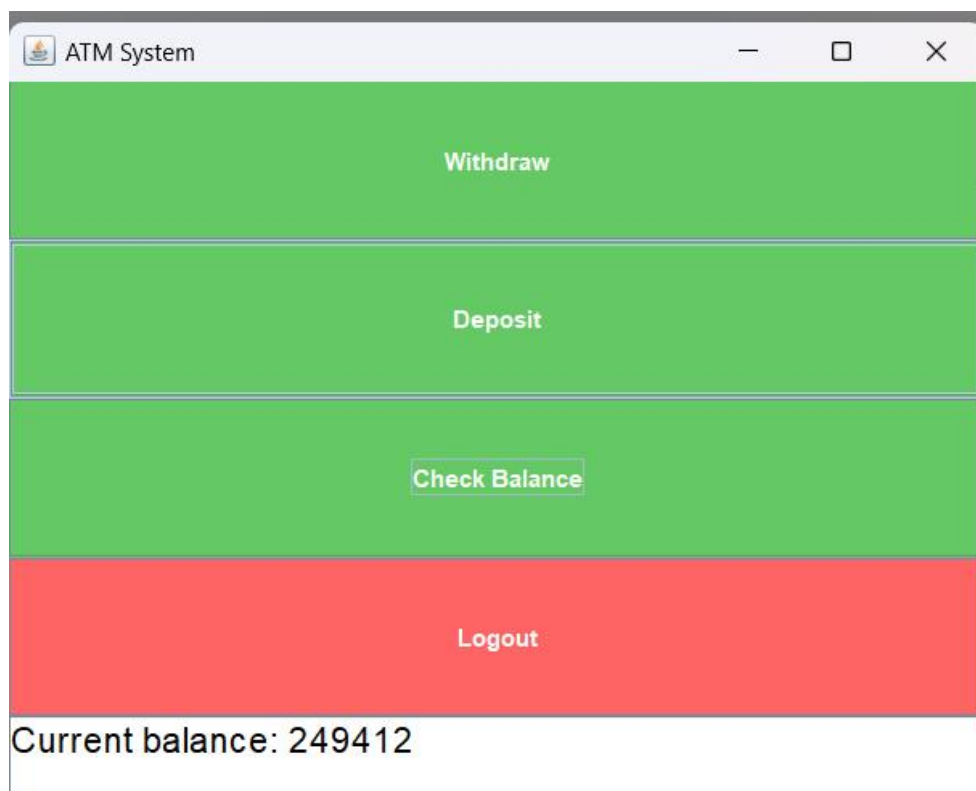 ATM System
Withdraw
Deposit
Check Balance
Logout
Current balance: 249412